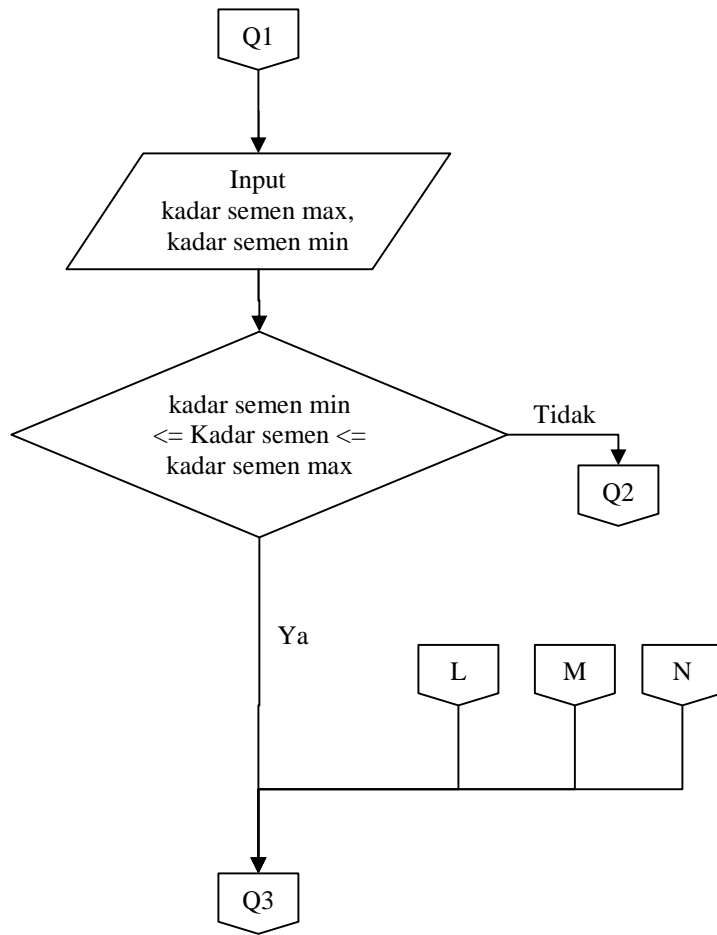 Q1
Input
kadar semen max,
kadar semen min
kadar semen min
<= Kadar semen <=
kadar semen max
Tidak
Q2
Ya
L
M
N
Q3